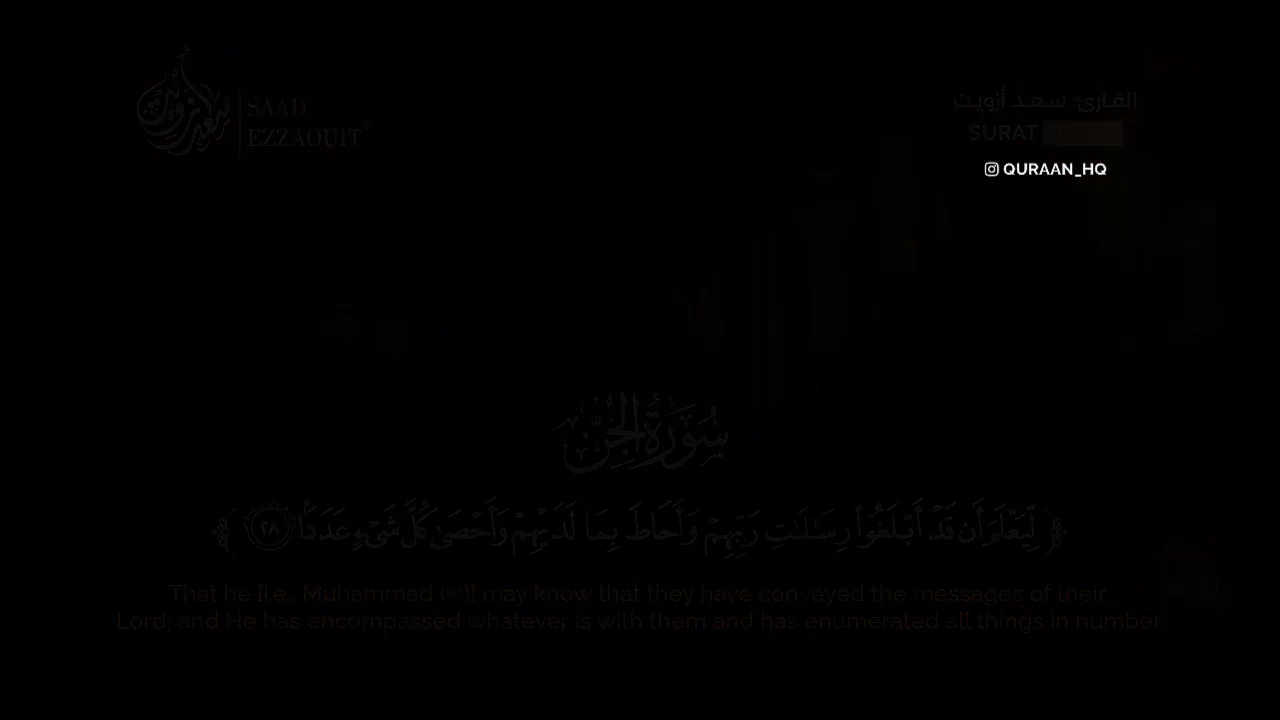 SAAD
EZZAOUIT
القارئ: سعد أزويت
SURAT
QURAAN_HQ
سُورَةُ الجِنّ
لِّيَعْلَمَ أَن قَدْ أَبْلَغُوا۟ رِسَـٰلَـٰتِ رَبِّهِمْ وَأَحَاطَ بِمَا لَدَيْهِمْ وَأَحْصَىٰ كُلَّ شَىْءٍ عَدَدًۢا ٢٨
That he [i.e., Muḥammad (ﷺ)] may know that they have conveyed the messages of their
Lord; and He has encompassed whatever is with them and has enumerated all things in number.